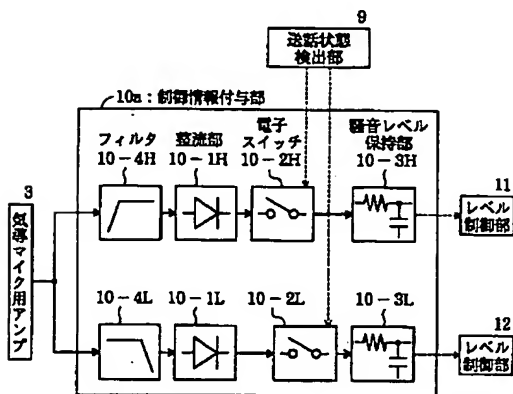 9
送話状態
検出部
10a:制御情報付与部
フィルタ
10-4H
整流部
10-1H
電子
スイッチ
10-2H
騒音レベル
保持部
10-3H
3
気導マイク用アンプ
11
レベル
制御部
10-4L
10-1L
10-2L
10-3L
12
レベル
制御部